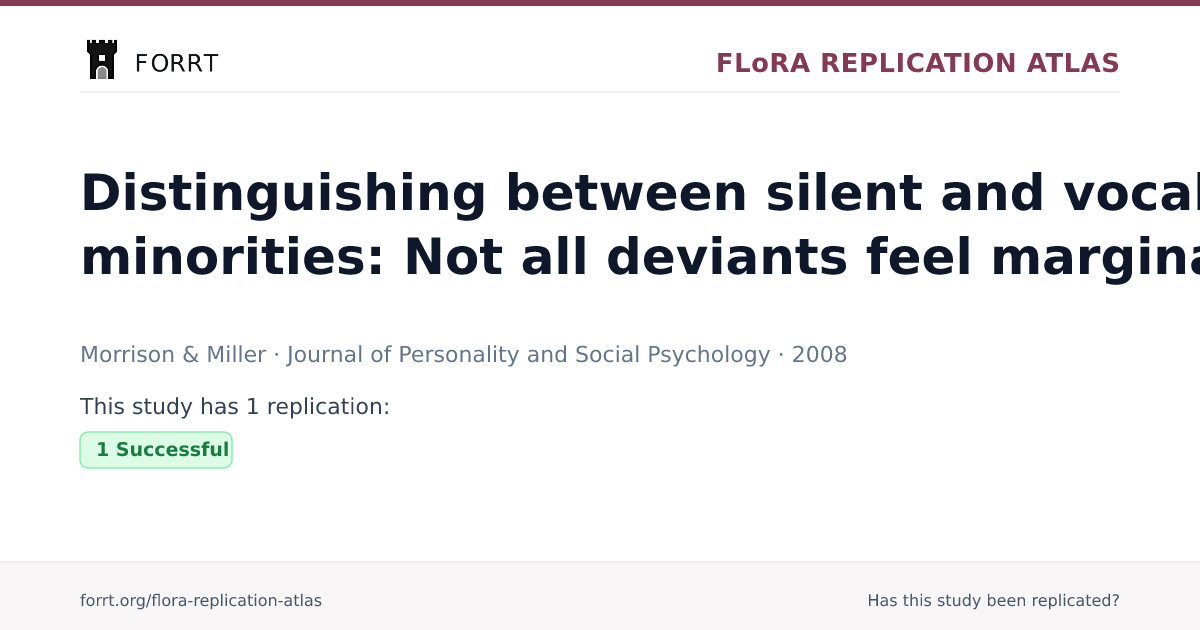 FORRT
FLoRA REPLICATION ATLAS
Distinguishing between silent and vocal
minorities: Not all deviants feel
Morrison & Miller · Journal of Personality and Social Psychology · 2008
This study has 1 replication:
1 Successful
forrt.org/flora-replication-atlas
Has this study been replicated?